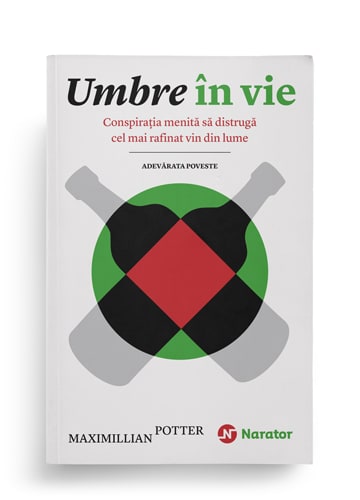 Umbre în vie
Conspirația menită să distrugă
cel mai rafinat vin din lume
ADEVĂRATA POVESTE
MAXIMILLIAN POTTER
N Narator